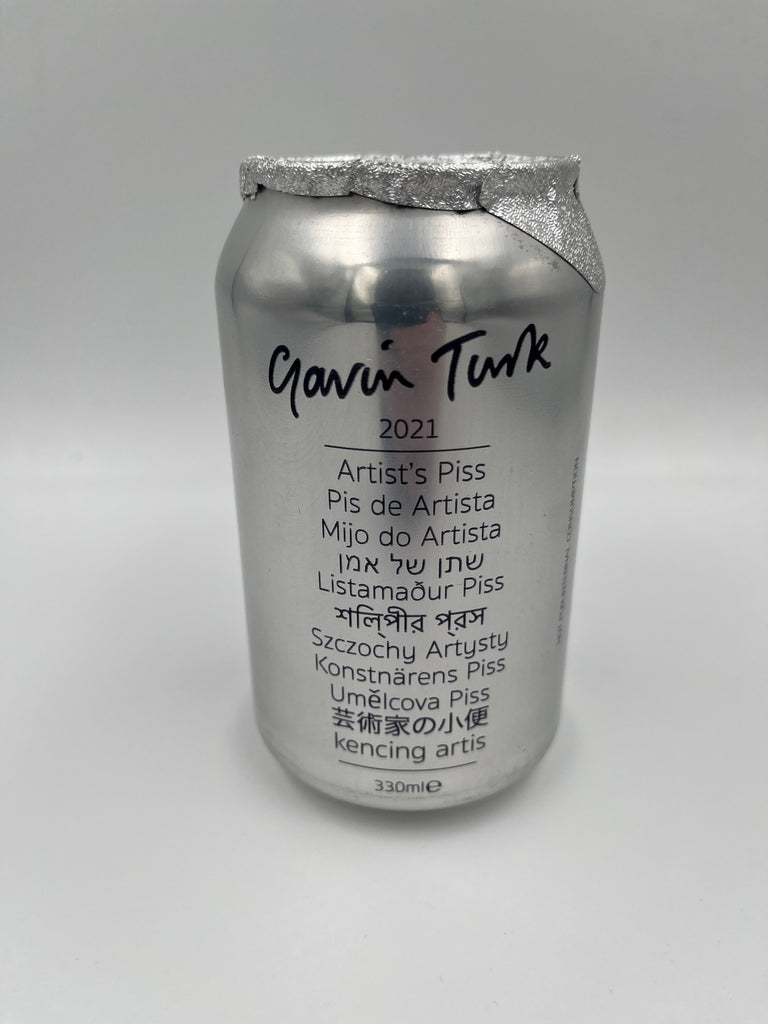 Gavin Turk
2021
Artist's Piss
Pis de Artista
Mijo do Artista
שתן של אמן
Listamaður Piss
শিল্পীর প্রস
Szczochy Artysty
Konstnärens Piss
Umělcova Piss
芸術家の小便
kencing artis
330ml℮